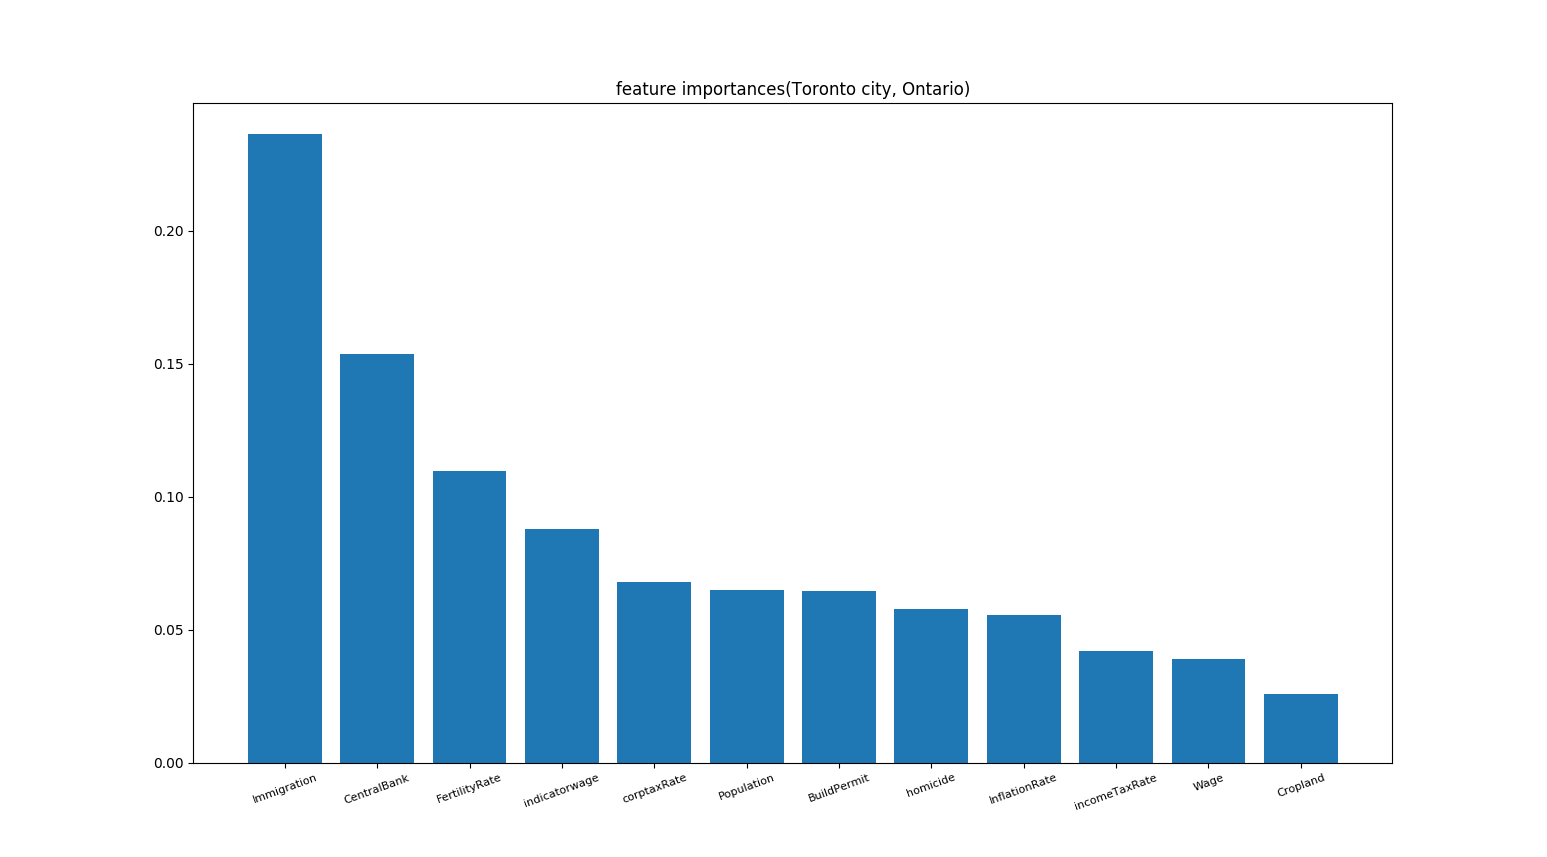 feature importances(Toronto city, Ontario)
0.20
0.15
0.10
0.05
0.00
Immigration
CentralBank
FertilityRate
indicatorwage
corptaxRate
Population
BuildPermit
homicide
InflationRate
incomeTaxRate
Wage
Cropland